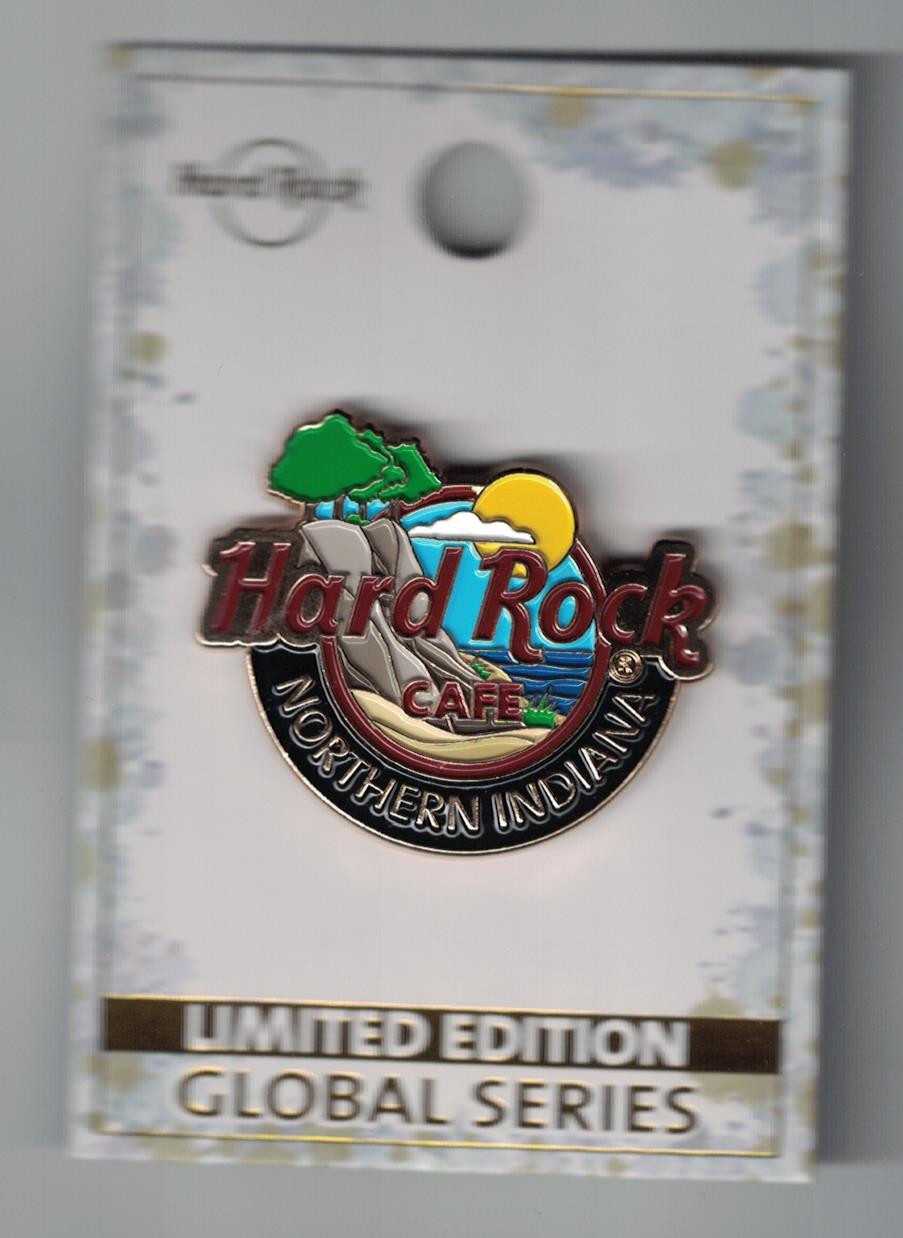 Hard Rock
Hard Rock
CAFE
®
NORTHERN INDIANA
LIMITED EDITION
GLOBAL SERIES